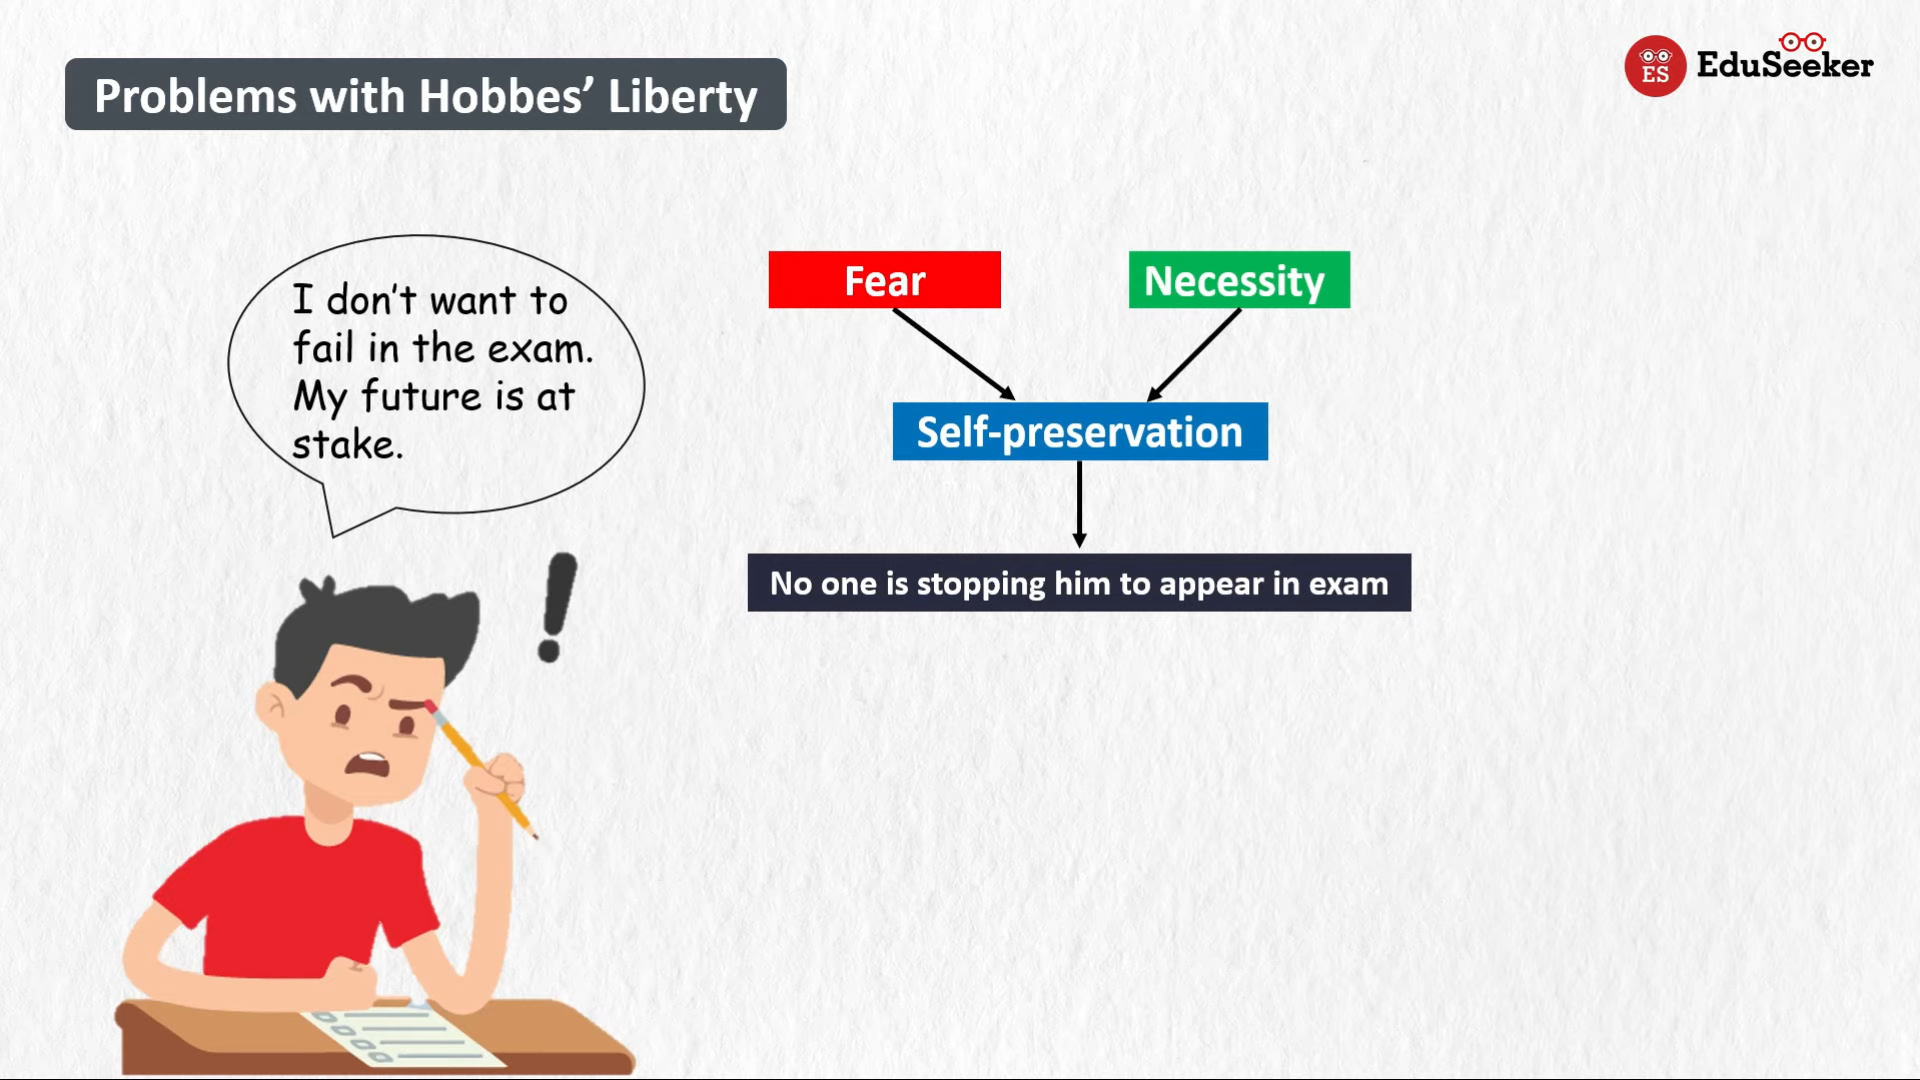 Problems with Hobbes’ Liberty
ES
EduSeeker
I don’t want to
fail in the exam.
My future is at
stake.
Fear
Necessity
Self-preservation
No one is stopping him to appear in exam